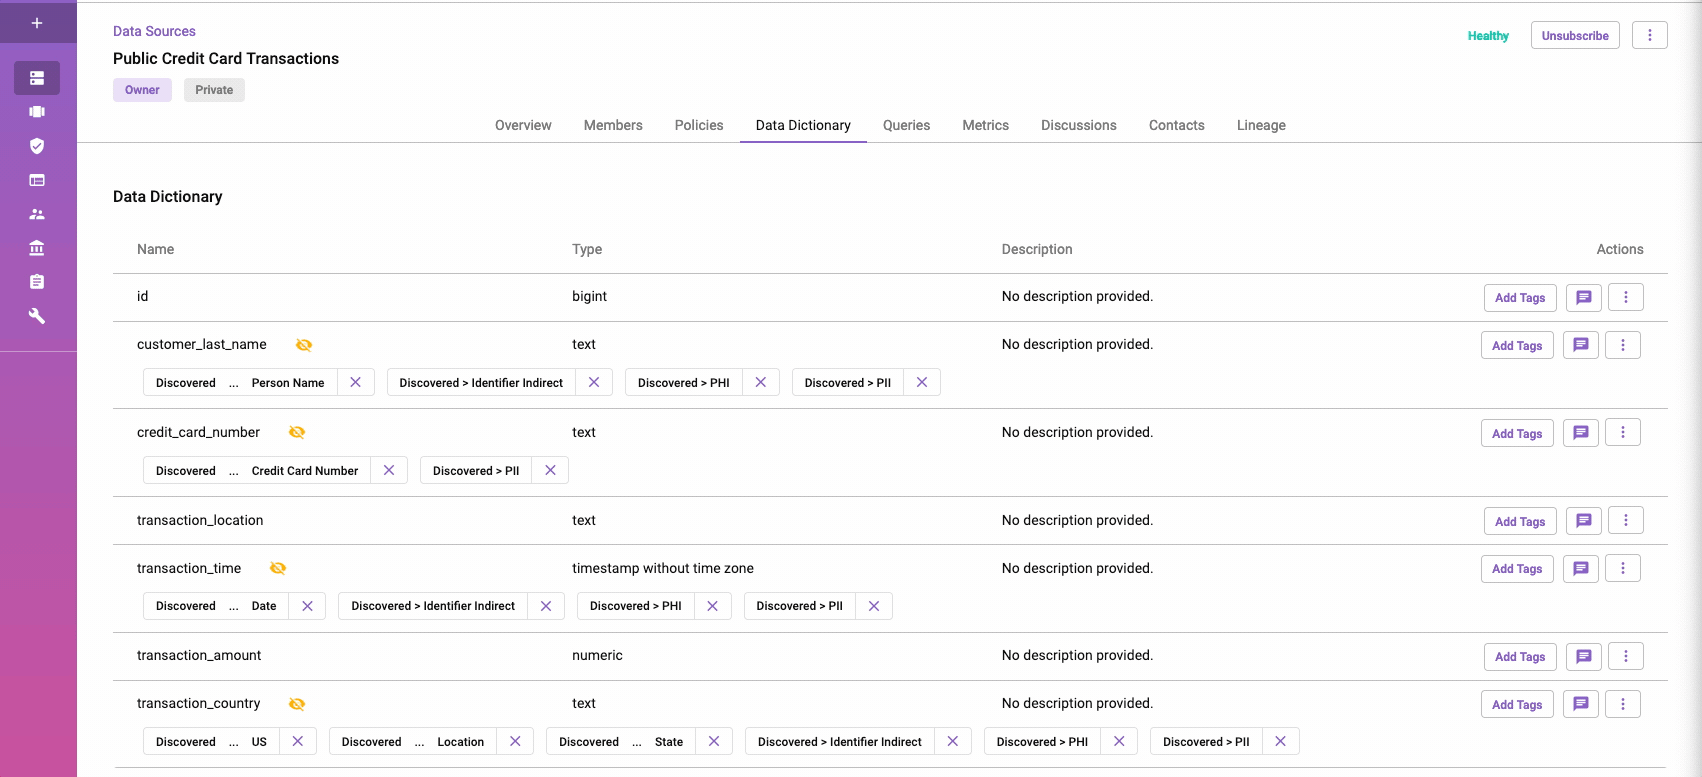 Data Sources
Public Credit Card Transactions
Healthy
Unsubscribe
Owner
Private
Overview Members Policies Data Dictionary Queries Metrics Discussions Contacts Lineage
Data Dictionary
Name Type Description Actions
id bigint No description provided. Add Tags
customer_last_name text No description provided. Add Tags
Discovered ... Person Name Discovered > Identifier Indirect Discovered > PHI Discovered > PII
credit_card_number text No description provided. Add Tags
Discovered ... Credit Card Number Discovered > PII
transaction_location text No description provided. Add Tags
transaction_time timestamp without time zone No description provided. Add Tags
Discovered ... Date Discovered > Identifier Indirect Discovered > PHI Discovered > PII
transaction_amount numeric No description provided. Add Tags
transaction_country text No description provided. Add Tags
Discovered ... US Discovered ... Location Discovered ... State Discovered > Identifier Indirect Discovered > PHI Discovered > PII